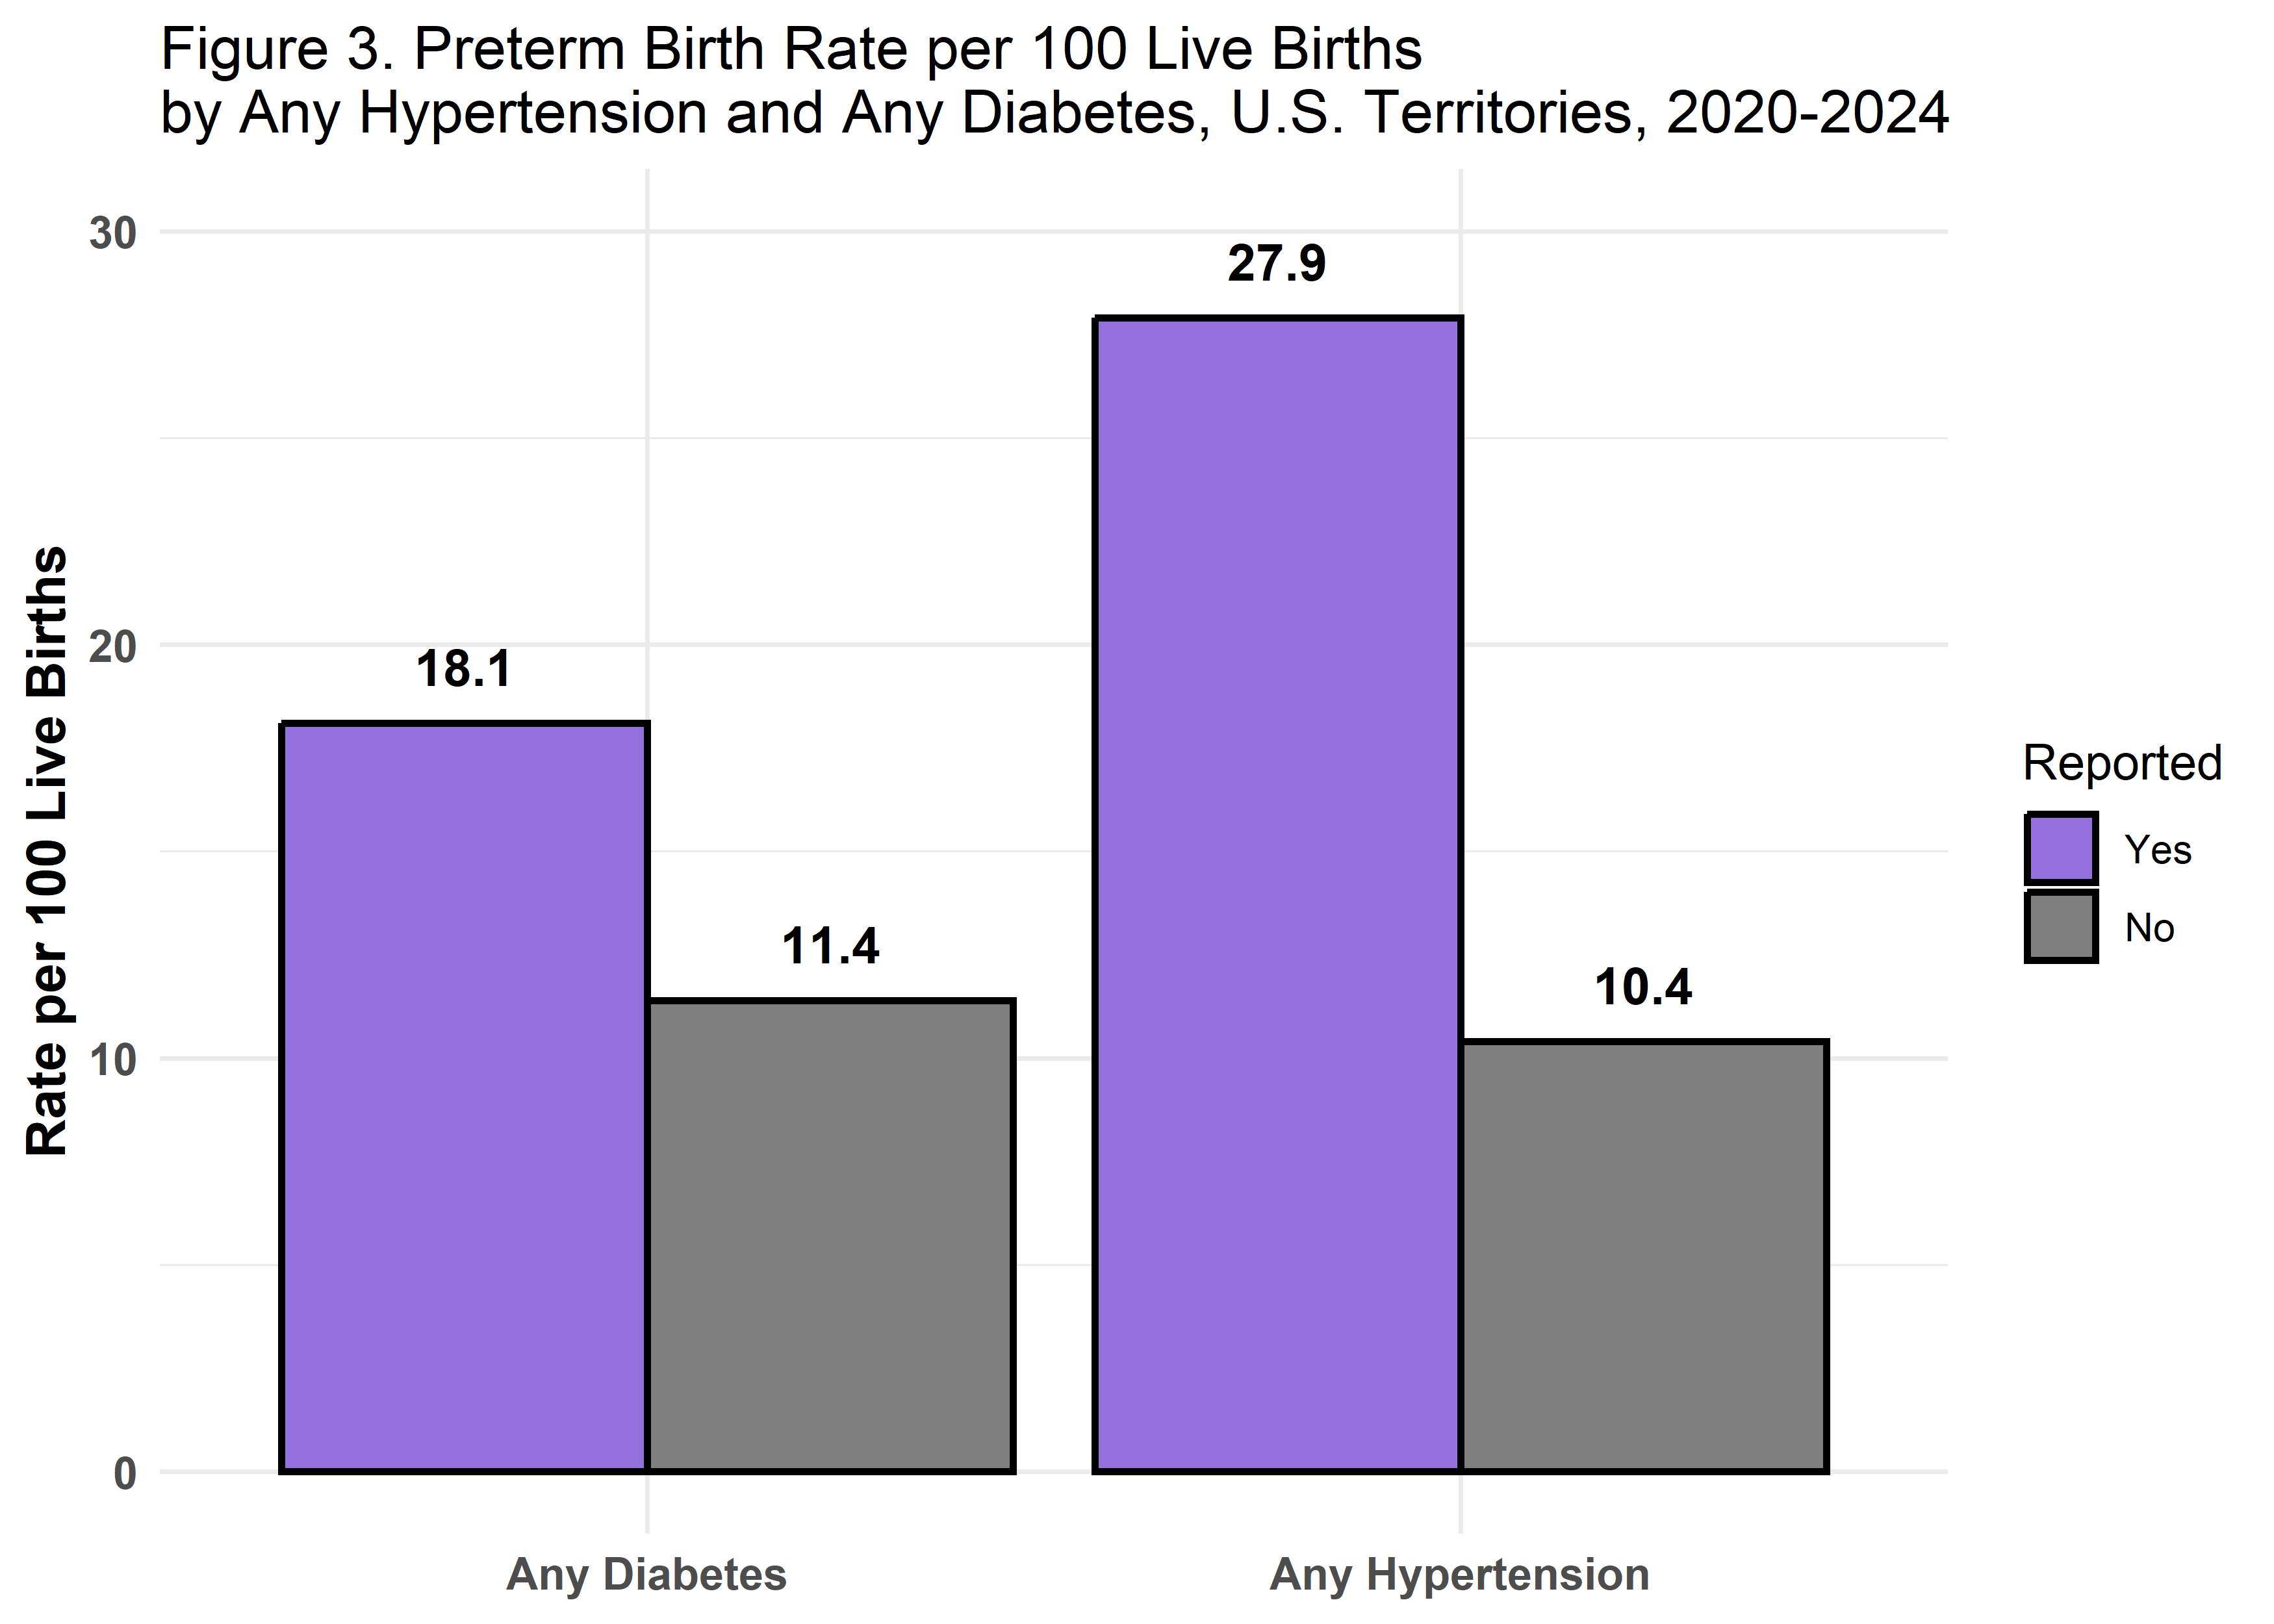 Figure 3. Preterm Birth Rate per 100 Live Births
by Any Hypertension and Any Diabetes, U.S. Territories, 2020-2024
Rate per 100 Live Births
30
20
10
0
18.1
11.4
27.9
10.4
Any Diabetes
Any Hypertension
Reported
Yes
No